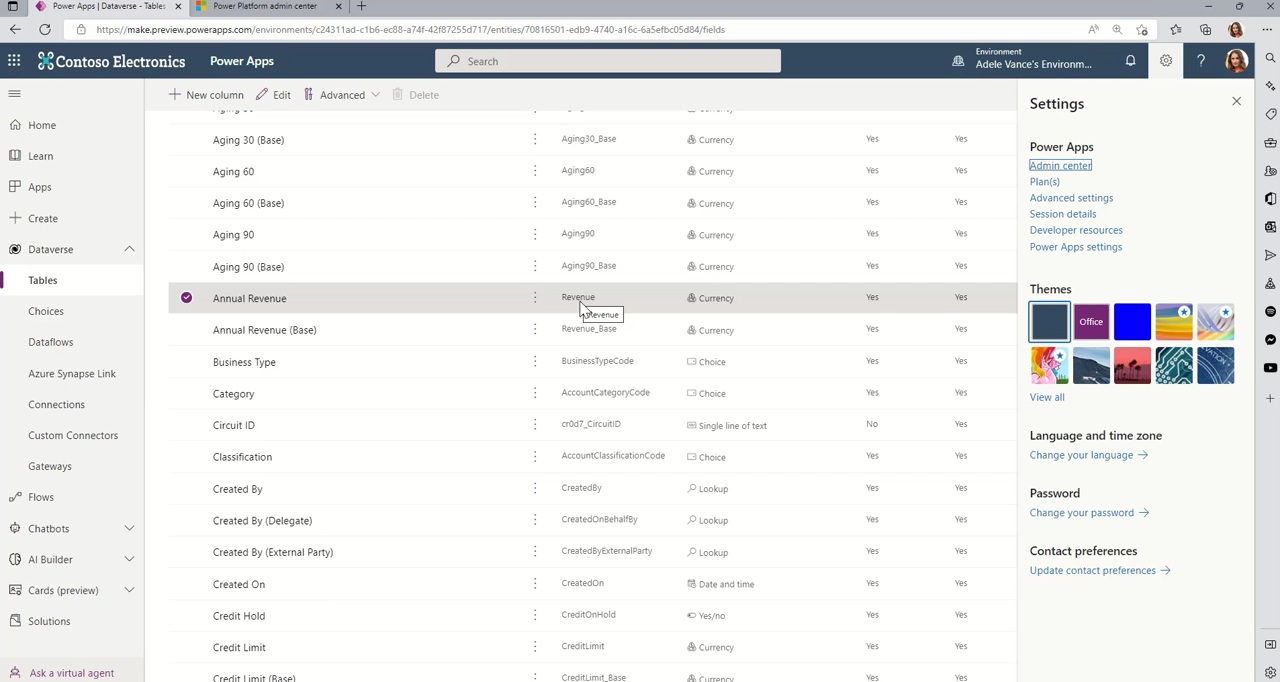 Power Apps | Dataverse - Tables
Power Platform admin center
https://make.preview.powerapps.com/environments/c24311ad-c1b6-ec88-a74f-42f87255d717/entities/70816501-edb9-4740-a16c-6a5efbc05d84/fields
Contoso Electronics
Power Apps
Search
Environment
Adele Vance's Environm...
New column
Edit
Advanced
Delete
Home
Learn
Apps
Create
Dataverse
Tables
Choices
Dataflows
Azure Synapse Link
Connections
Custom Connectors
Gateways
Flows
Chatbots
AI Builder
Cards (preview)
Solutions
Ask a virtual agent
Aging 30 (Base) Aging30_Base Currency Yes Yes
Aging 60 Aging60 Currency Yes Yes
Aging 60 (Base) Aging60_Base Currency Yes Yes
Aging 90 Aging90 Currency Yes Yes
Aging 90 (Base) Aging90_Base Currency Yes Yes
Annual Revenue Revenue Currency Yes Yes
Revenue
Annual Revenue (Base) Revenue_Base Currency Yes Yes
Business Type BusinessTypeCode Choice Yes Yes
Category AccountCategoryCode Choice Yes Yes
Circuit ID cr0d7_CircuitID Single line of text No Yes
Classification AccountClassificationCode Choice Yes Yes
Created By CreatedBy Lookup Yes Yes
Created By (Delegate) CreatedOnBehalfBy Lookup Yes Yes
Created By (External Party) CreatedByExternalParty Lookup Yes Yes
Created On CreatedOn Date and time Yes Yes
Credit Hold CreditOnHold Yes/no Yes Yes
Credit Limit CreditLimit Currency Yes Yes
Credit Limit (Base) CreditLimit_Base Currency Yes Yes
Settings
Power Apps
Admin center
Plan(s)
Advanced settings
Session details
Developer resources
Power Apps settings
Themes
Office
View all
Language and time zone
Change your language →
Password
Change your password →
Contact preferences
Update contact preferences →